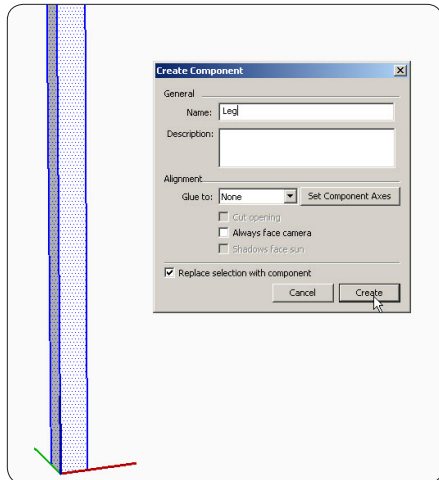 Create Component
General
Name: Leg
Description:
Alignment
Glue to: None Set Component Axes
Cut opening
Always face camera
Shadows face sun
Replace selection with component
Cancel Create